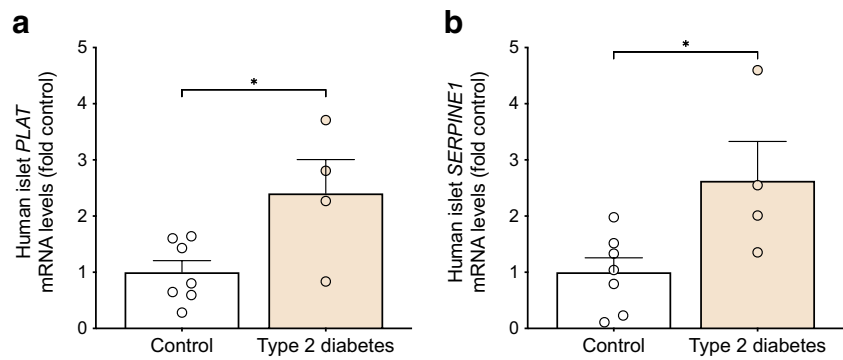 a
Human islet PLAT
mRNA levels (fold control)
5
4
3
2
1
0
*
Control
Type 2 diabetes
b
Human islet SERPINE1
mRNA levels (fold control)
5
4
3
2
1
0
*
Control
Type 2 diabetes